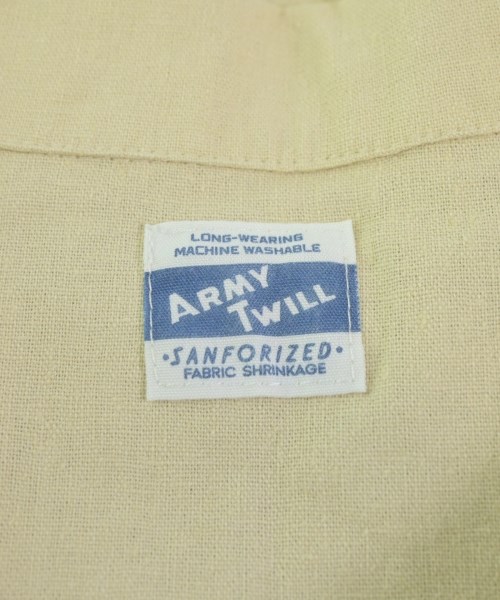 LONG-WEARING
MACHINE WASHABLE
ARMY
TWILL
·SANFORIZED·
FABRIC SHRINKAGE